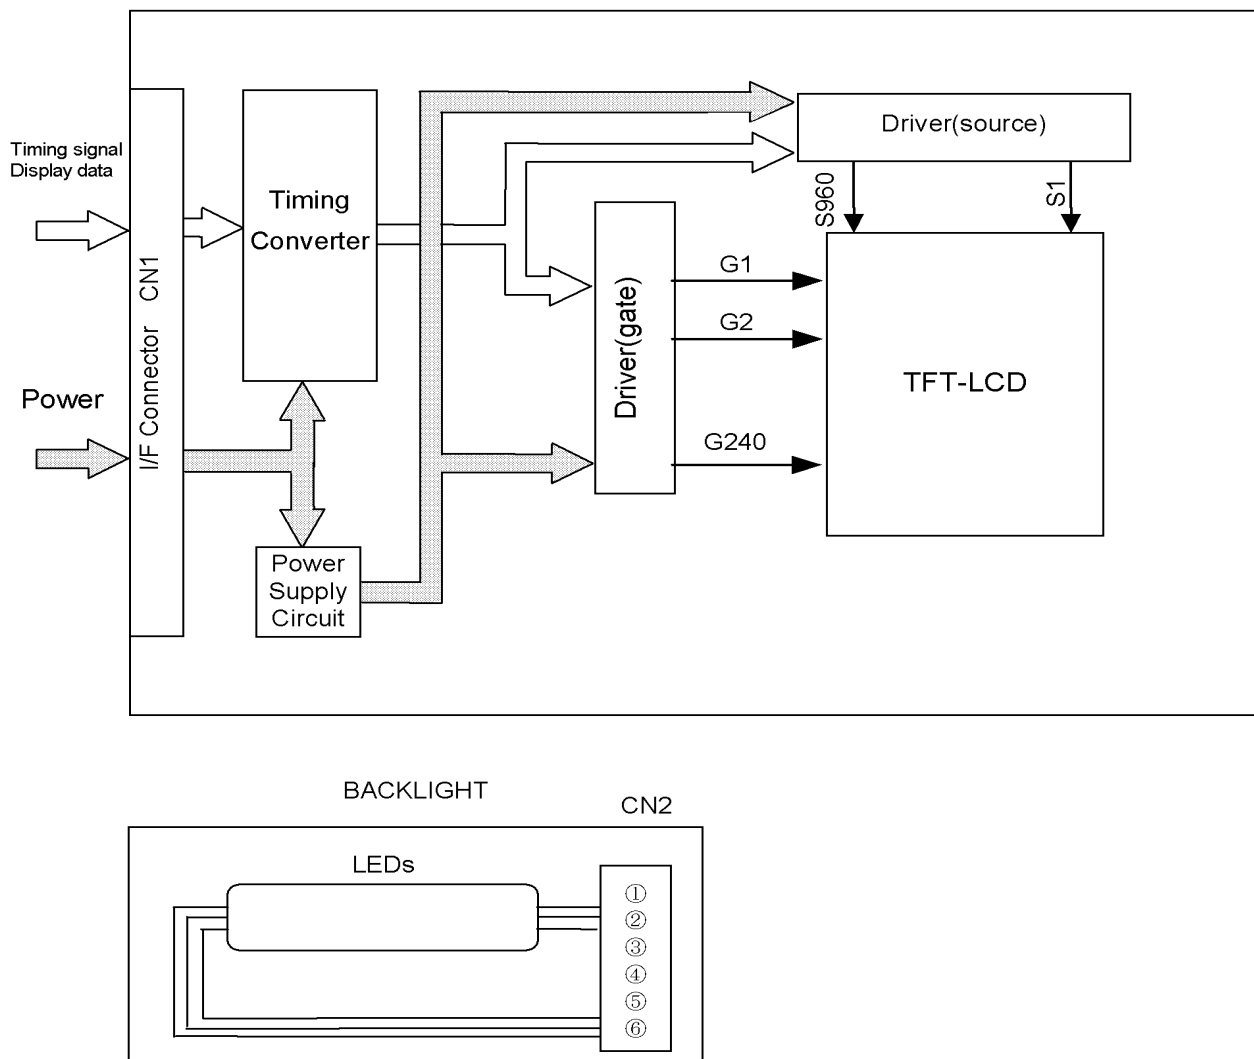 Timing signal
Display data
Power
I/F Connector CN1
Timing
Converter
Power
Supply
Circuit
Driver(source)
S960
S1
Driver(gate)
G1
G2
G240
TFT-LCD
BACKLIGHT
CN2
LEDs
①
②
③
④
⑤
⑥